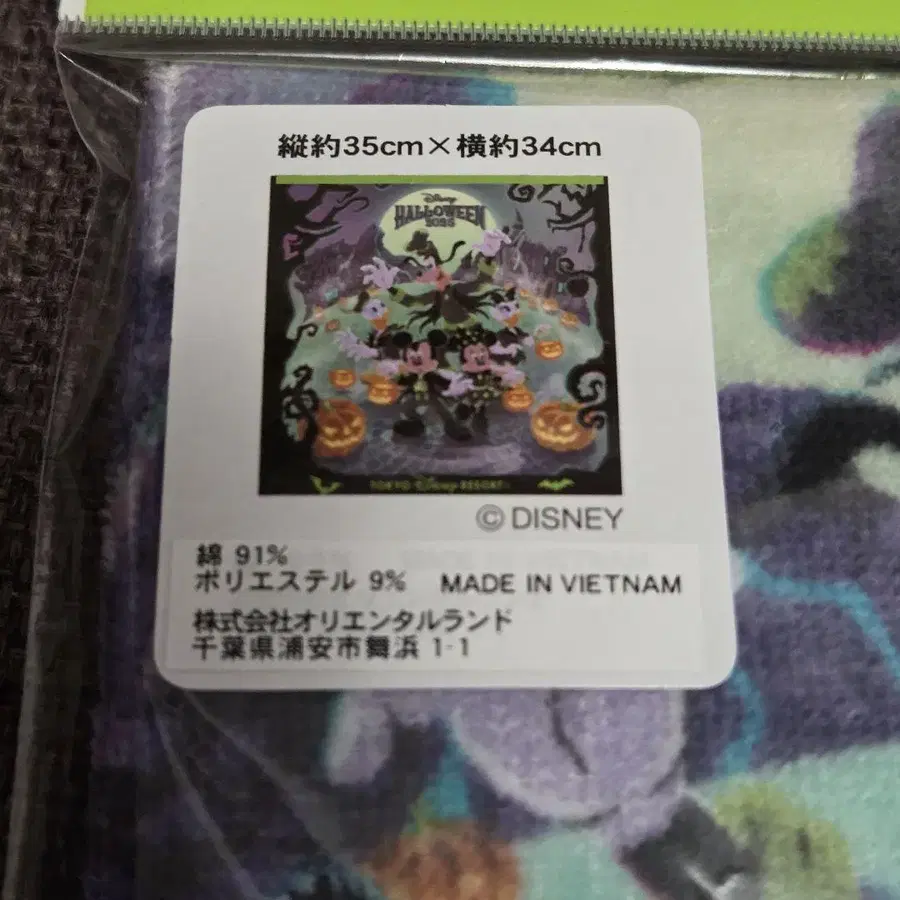 縦約35cm×横約34cm
Disney
HALLOWEEN
2025
TOKYO Disney RESORT
© DISNEY
綿 91%
ポリエステル 9% MADE IN VIETNAM
株式会社オリエンタルランド
千葉県浦安市舞浜 1-1